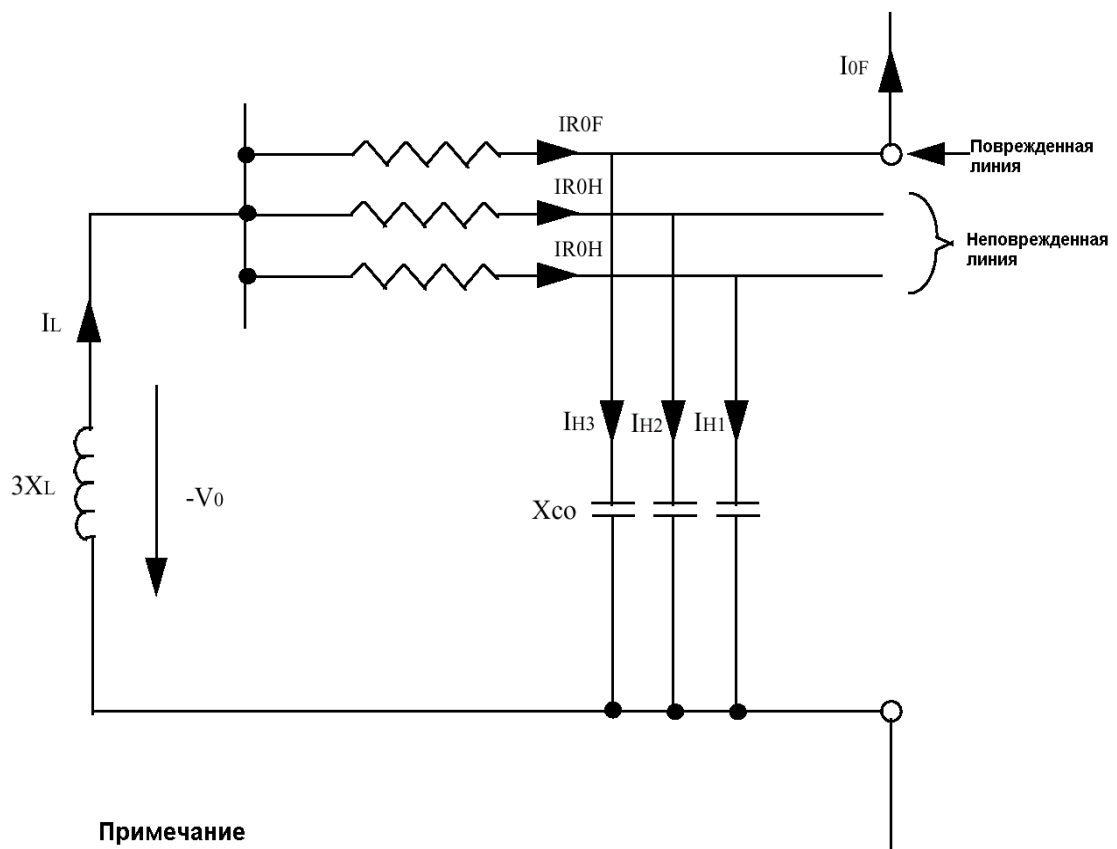 I0F
IR0F
Поврежденная
линия
IR0H
Неповрежденная
линия
IR0H
IL
IH3
IH2
IH1
3XL
-V0
Xco
Примечание